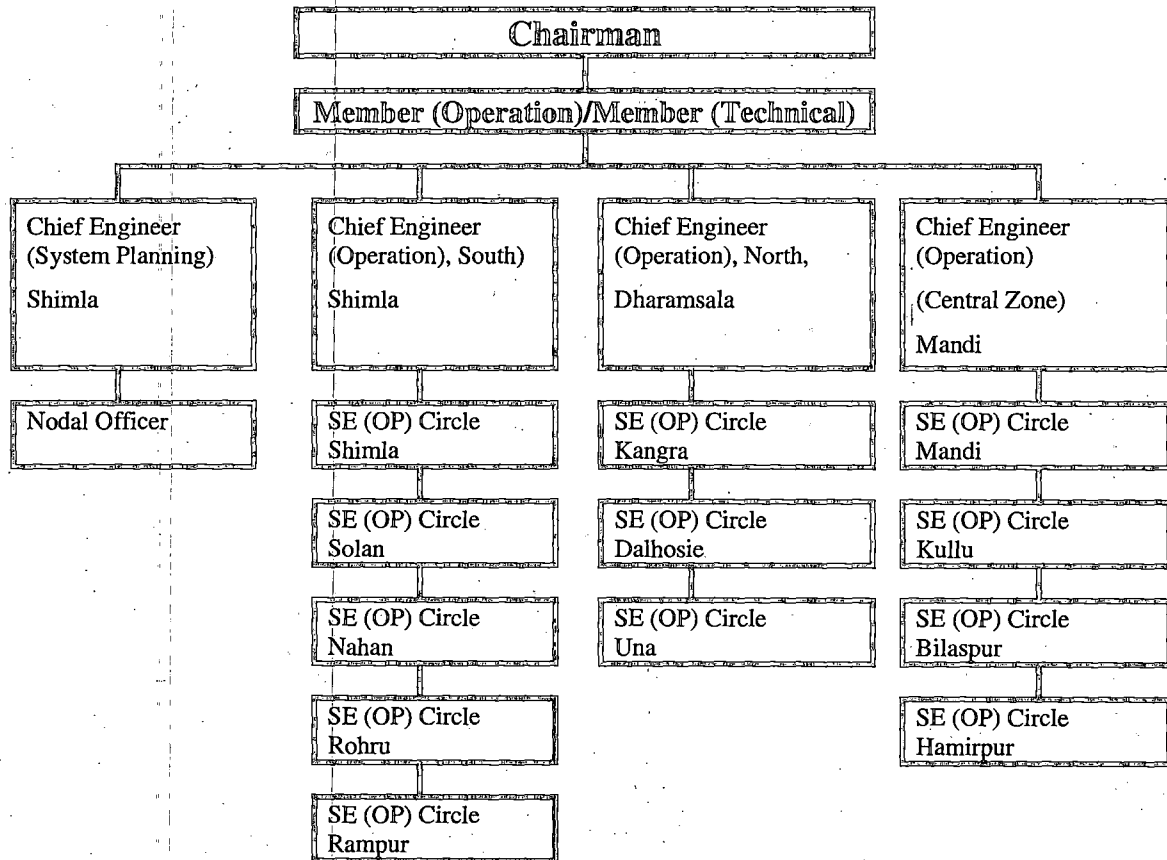 Chairman
Member (Operation)/Member (Technical)
Chief Engineer
(System Planning)
Shimla
Nodal Officer
Chief Engineer
(Operation), South)
Shimla
SE (OP) Circle
Shimla
SE (OP) Circle
Solan
SE (OP) Circle
Nahan
SE (OP) Circle
Rohru
SE (OP) Circle
Rampur
Chief Engineer
(Operation), North,
Dharamsala
SE (OP) Circle
Kangra
SE (OP) Circle
Dalhosie
SE (OP) Circle
Una
Chief Engineer
(Operation)
(Central Zone)
Mandi
SE (OP) Circle
Mandi
SE (OP) Circle
Kullu
SE (OP) Circle
Bilaspur
SE (OP) Circle
Hamirpur